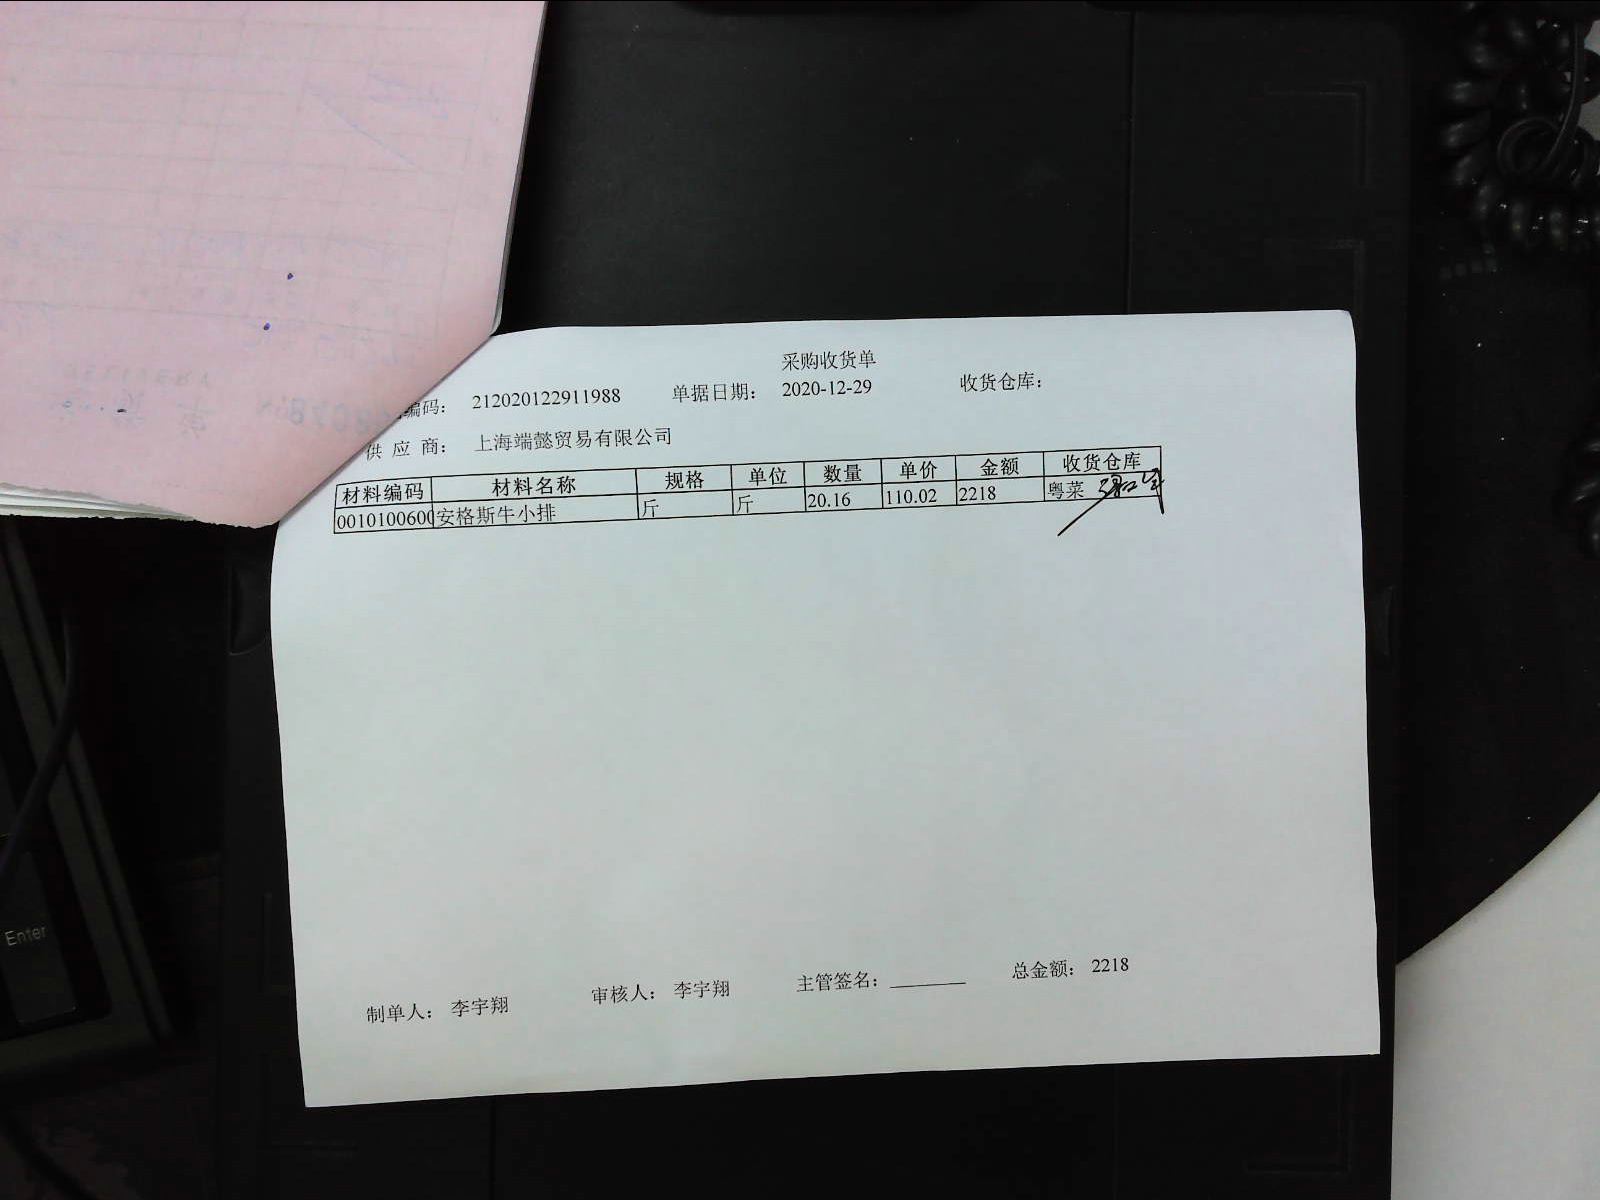 采购收货单
编码： 212020122911988 单据日期： 2020-12-29 收货仓库：
供 应 商： 上海端懿贸易有限公司
材料编码 材料名称 规格 单位 数量 单价 金额 收货仓库
0010100600 安格斯牛小排 斤 斤 20.16 110.02 2218 粤菜
制单人： 李宇翔 审核人： 李宇翔 主管签名： 总金额： 2218
Enter